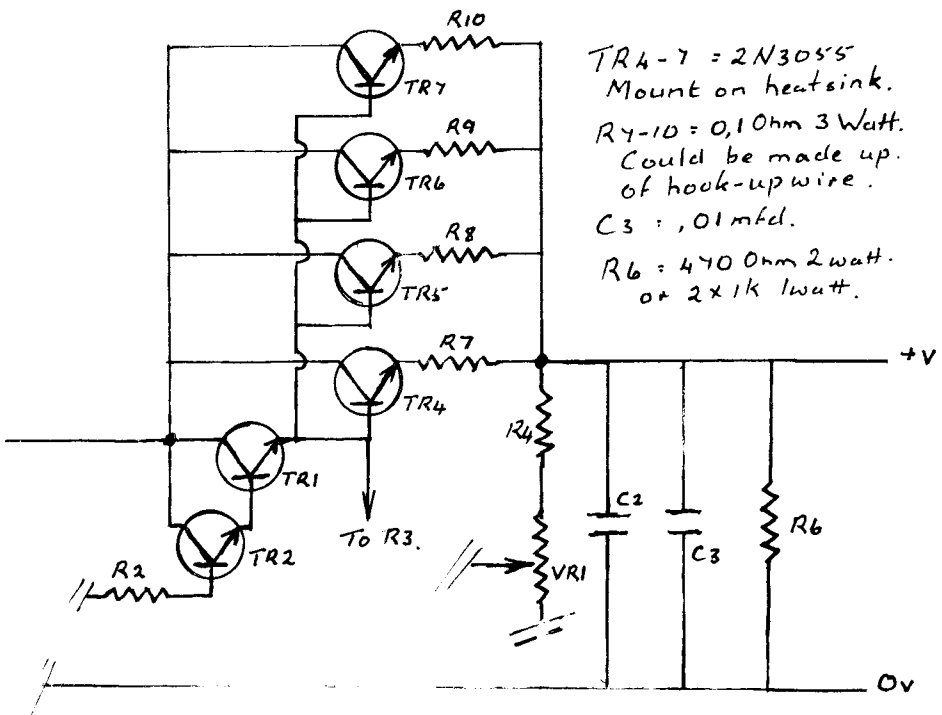 R10
TR7
R9
TR6
R8
TR5
R7
TR4
TR1
TR2
R2
To R3.
R4
VR1
C2
C3
R6
+V
0v
TR4-7 = 2N3055
Mount on heatsink.
R7-10 = 0,1 Ohm 3 Watt.
Could be made up.
of hook-up wire.
C3 = ,01 mfd.
R6 = 470 Ohm 2 watt.
or 2 x 1k 1watt.